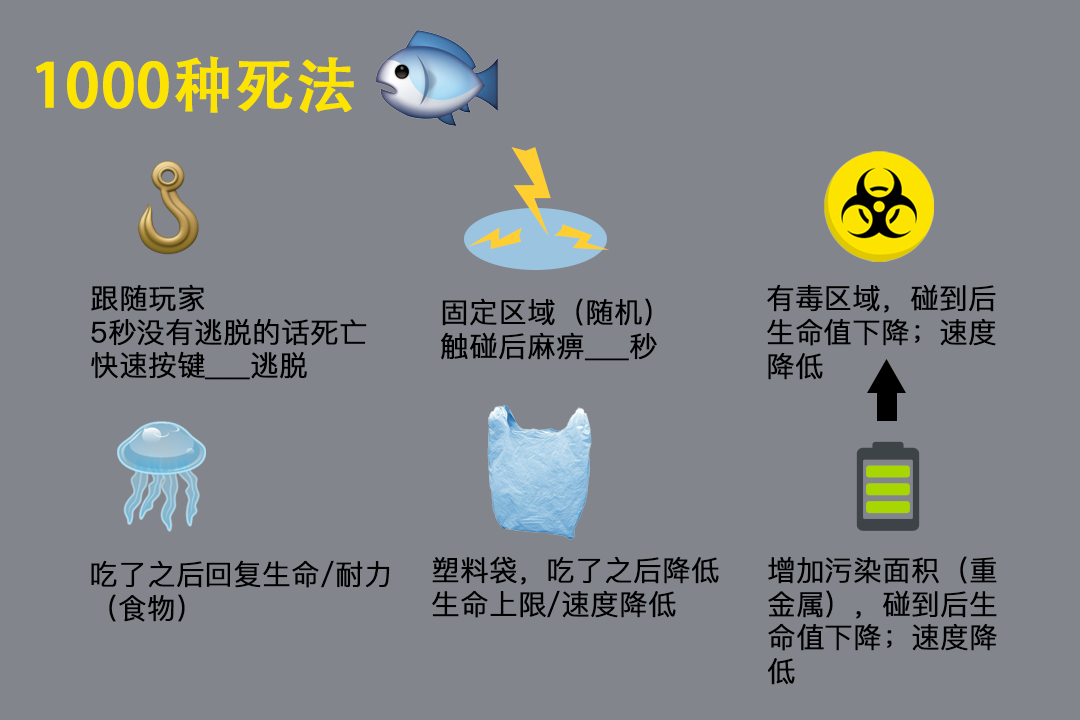 1000种死法
跟随玩家
5秒没有逃脱的话死亡
快速按键___逃脱
固定区域（随机）
触碰后麻痹___秒
有毒区域，碰到后
生命值下降；速度
降低
吃了之后回复生命/耐力
（食物）
塑料袋，吃了之后降低
生命上限/速度降低
增加污染面积（重
金属），碰到后生
命值下降；速度降
低